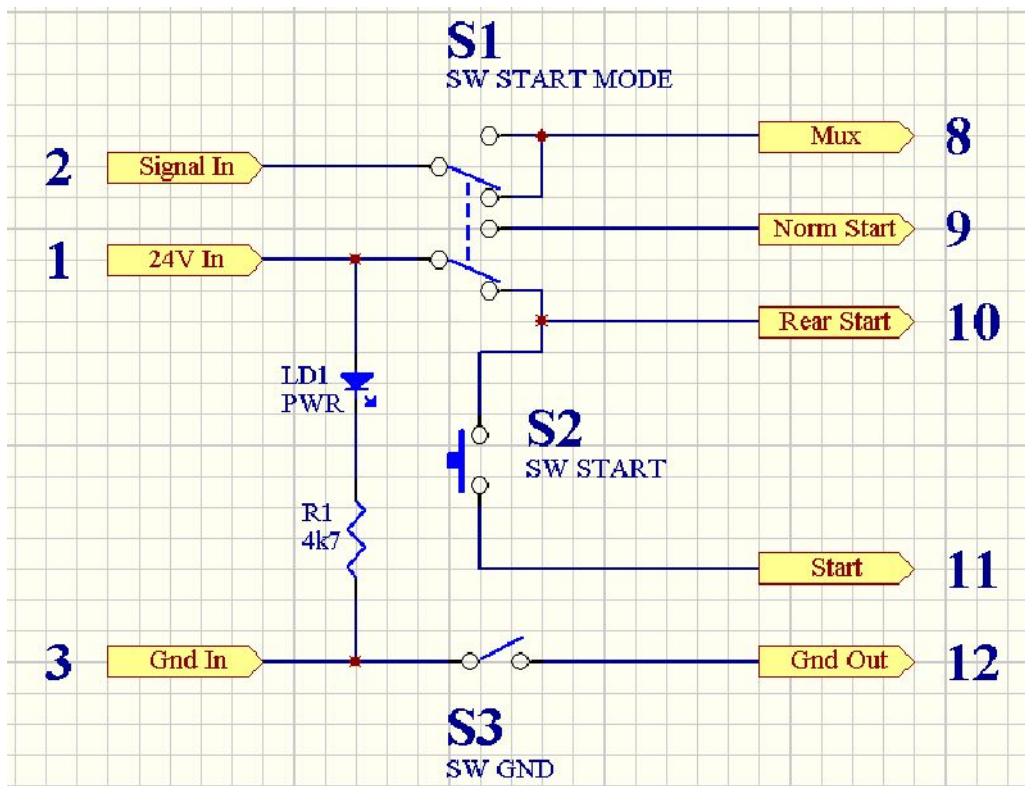 S1
SW START MODE
2 Signal In
Mux 8
Norm Start 9
1 24V In
Rear Start 10
LD1
PWR
S2
SW START
R1
4k7
Start 11
3 Gnd In
Gnd Out 12
S3
SW GND